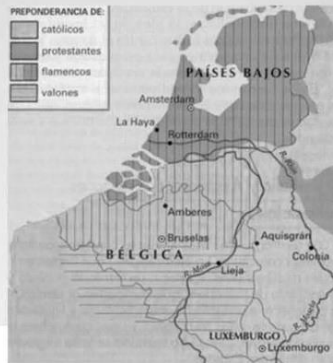 PREPONDERANCIA DE:
católicos
protestantes
flamencos
valones
PAÍSES BAJOS
Amsterdam
La Haya
Rotterdam
R. Rin
Amberes
Bruselas
Aquisgrán
Colonia
BÉLGICA
R. Mosa
Lieja
R. Mosela
LUXEMBURGO
Luxemburgo